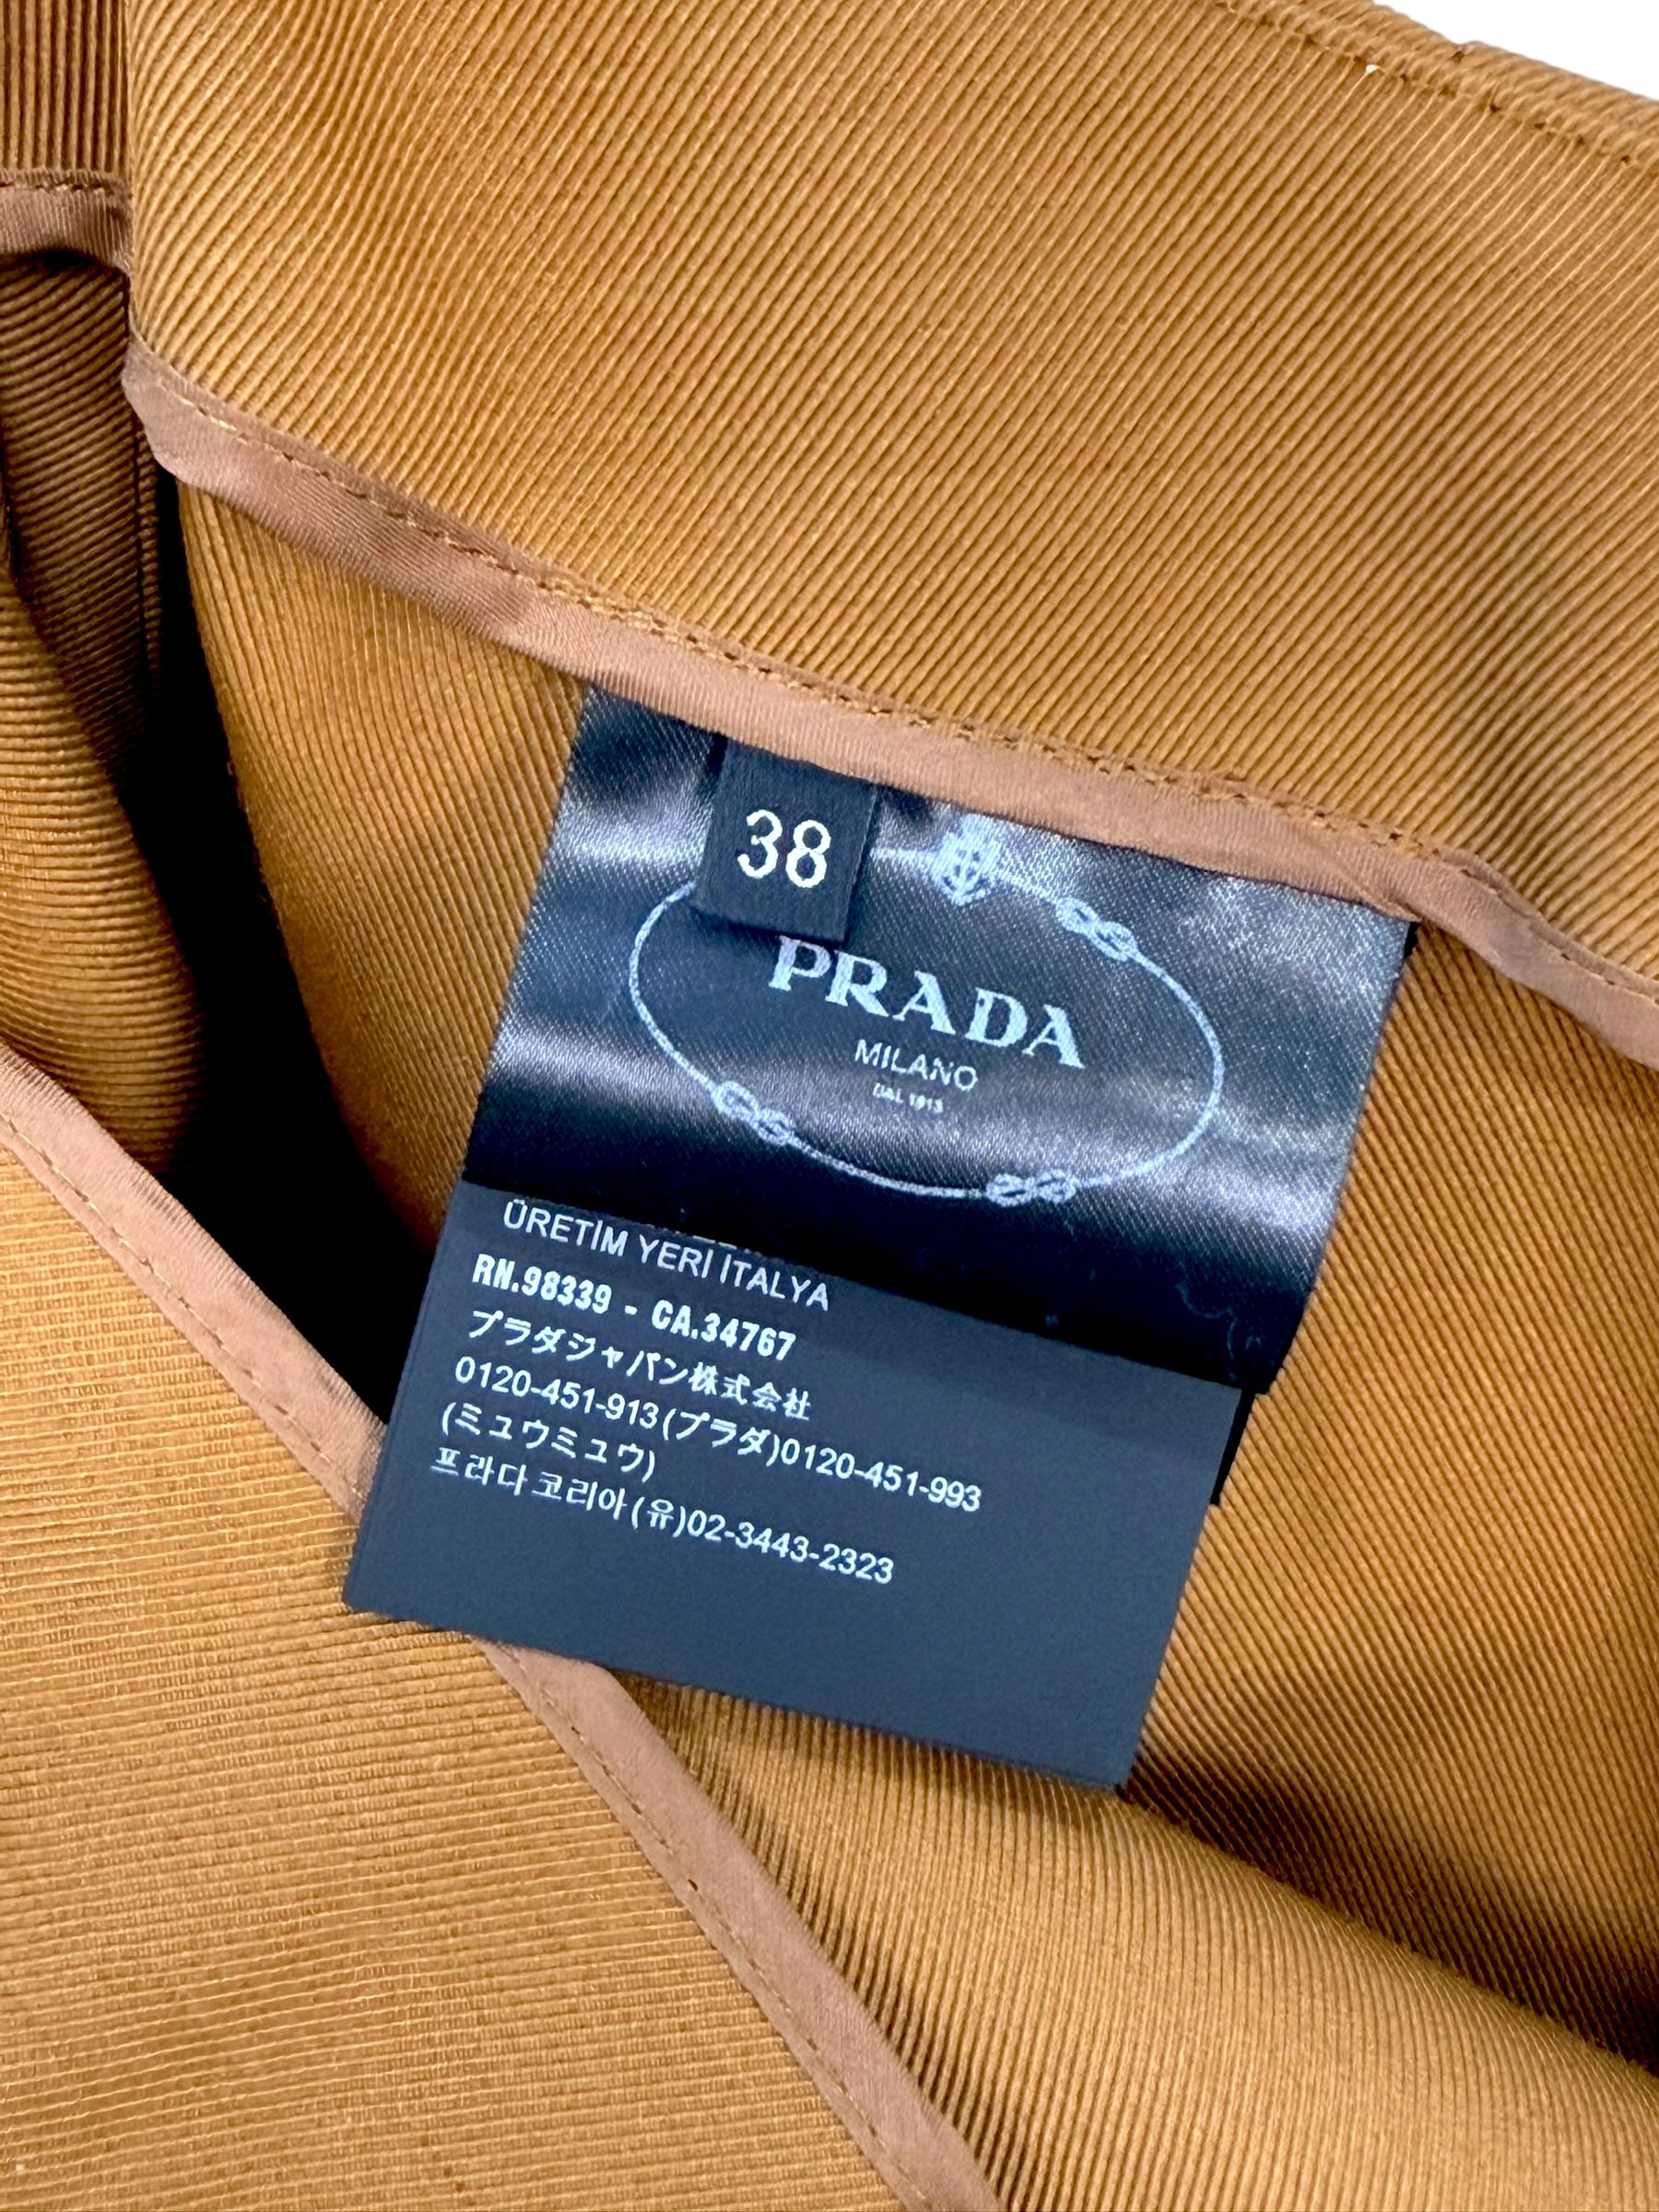 38
PRADA
MILANO
DAL 1913
ÜRETİM YERİ İTALYA
RN.98339 - CA.34767
プラダジャパン株式会社
0120-451-913(プラダ)0120-451-993
(ミュウミュウ)
프라다 코리아(유)02-3443-2323